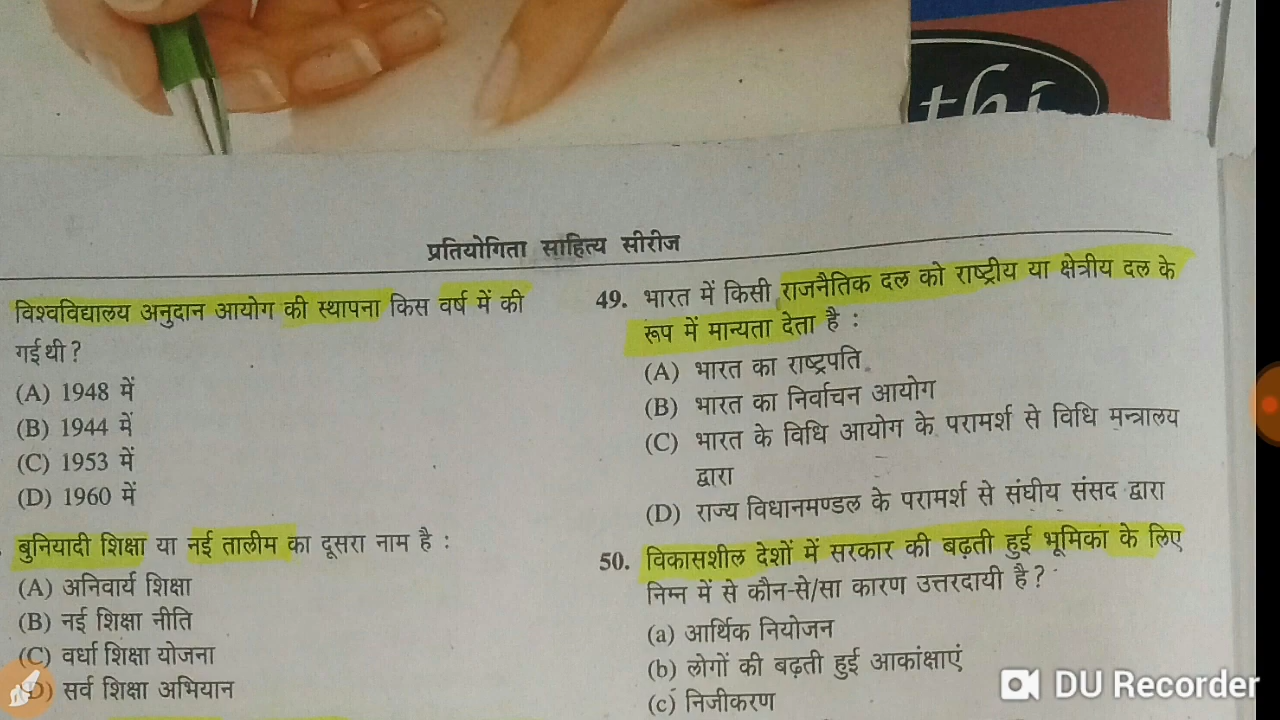 thi
प्रतियोगिता साहित्य सीरीज
विश्वविद्यालय अनुदान आयोग की स्थापना किस वर्ष में की
गई थी ?
(A) 1948 में
(B) 1944 में
(C) 1953 में
(D) 1960 में
बुनियादी शिक्षा या नई तालीम का दूसरा नाम है :
(A) अनिवार्य शिक्षा
(B) नई शिक्षा नीति
(C) वर्धा शिक्षा योजना
(D) सर्व शिक्षा अभियान
49. भारत में किसी राजनैतिक दल को राष्ट्रीय या क्षेत्रीय दल के
रूप में मान्यता देता है :
(A) भारत का राष्ट्रपति
(B) भारत का निर्वाचन आयोग
(C) भारत के विधि आयोग के परामर्श से विधि मन्त्रालय
द्वारा
(D) राज्य विधानमण्डल के परामर्श से संघीय संसद द्वारा
50. विकासशील देशों में सरकार की बढ़ती हुई भूमिका के लिए
निम्न में से कौन-से/सा कारण उत्तरदायी है ?
(a) आर्थिक नियोजन
(b) लोगों की बढ़ती हुई आकांक्षाएं
(c) निजीकरण
DU Recorder